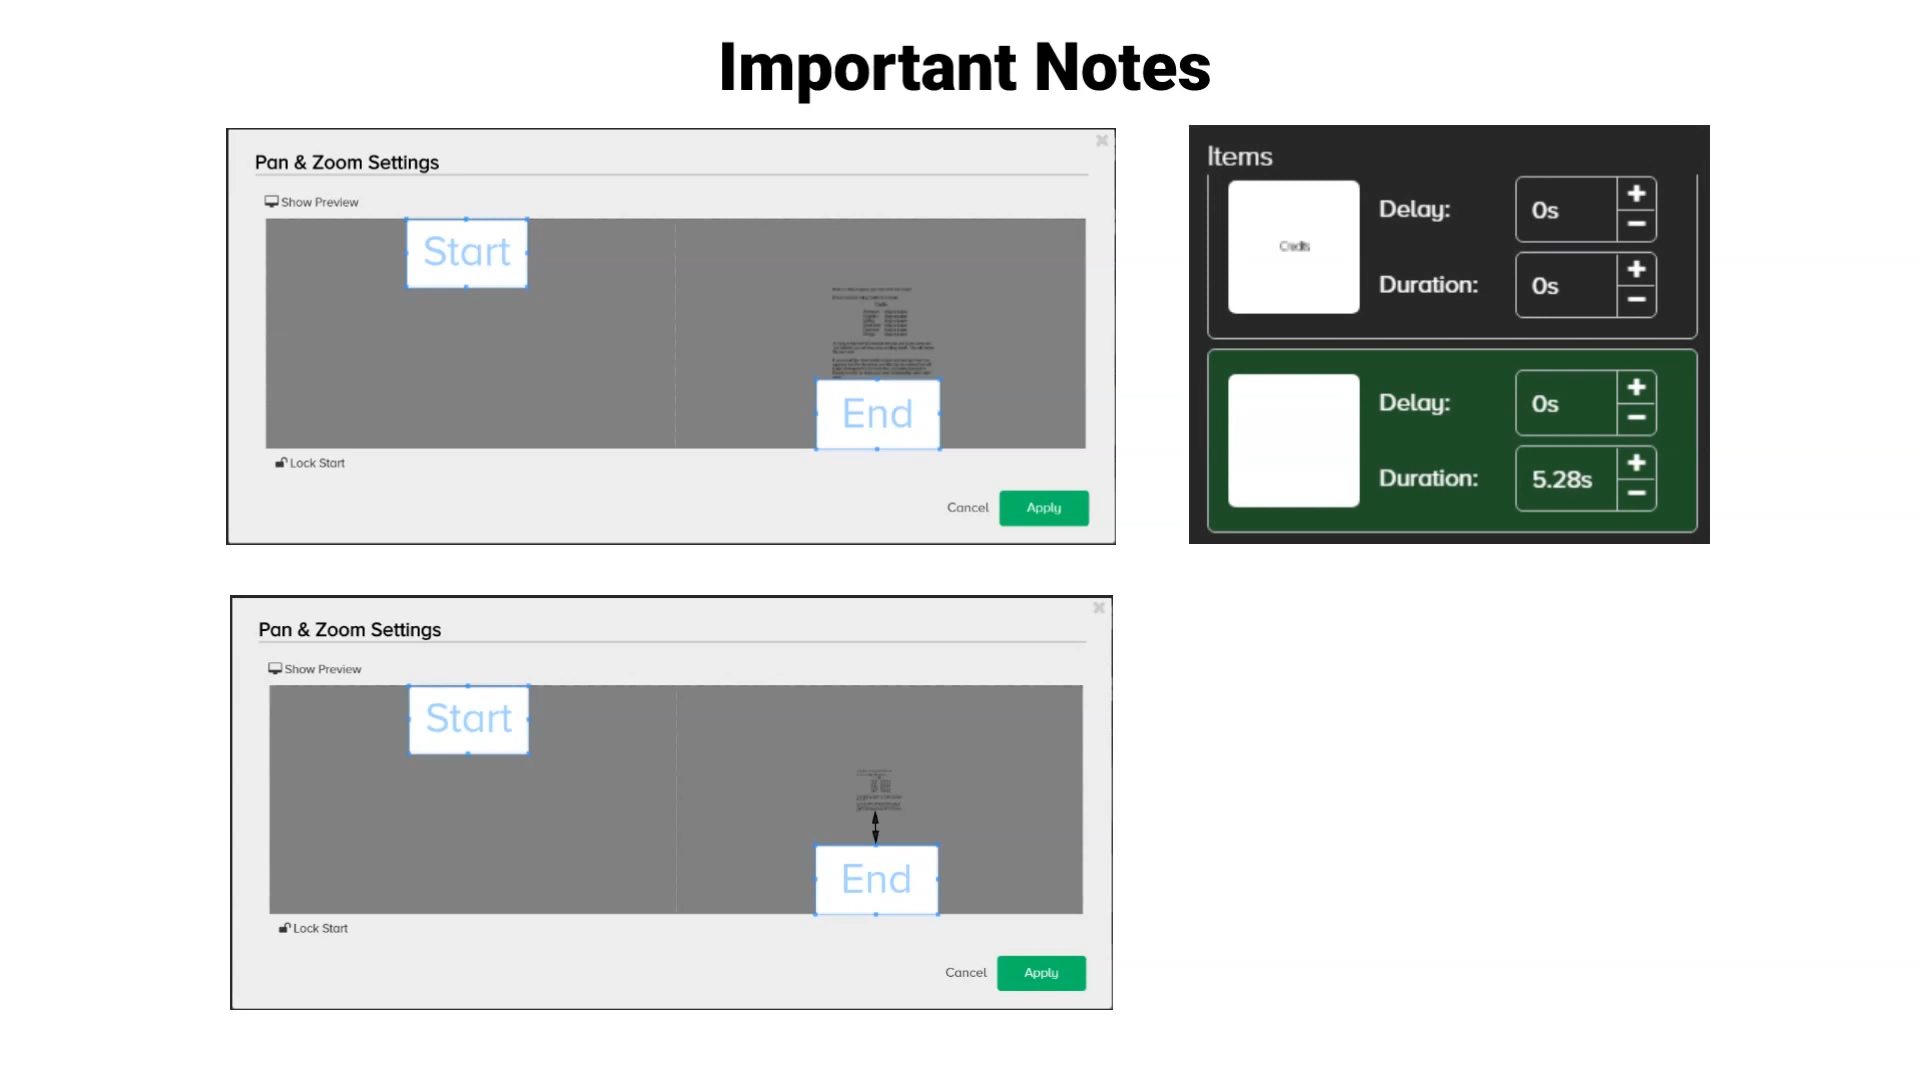 Important Notes
Pan & Zoom Settings
Show Preview
Start
End
Lock Start
Cancel
Apply
Items
Credits
Delay:
0s
Duration:
0s
Delay:
0s
Duration:
5.28s
Pan & Zoom Settings
Show Preview
Start
End
Lock Start
Cancel
Apply